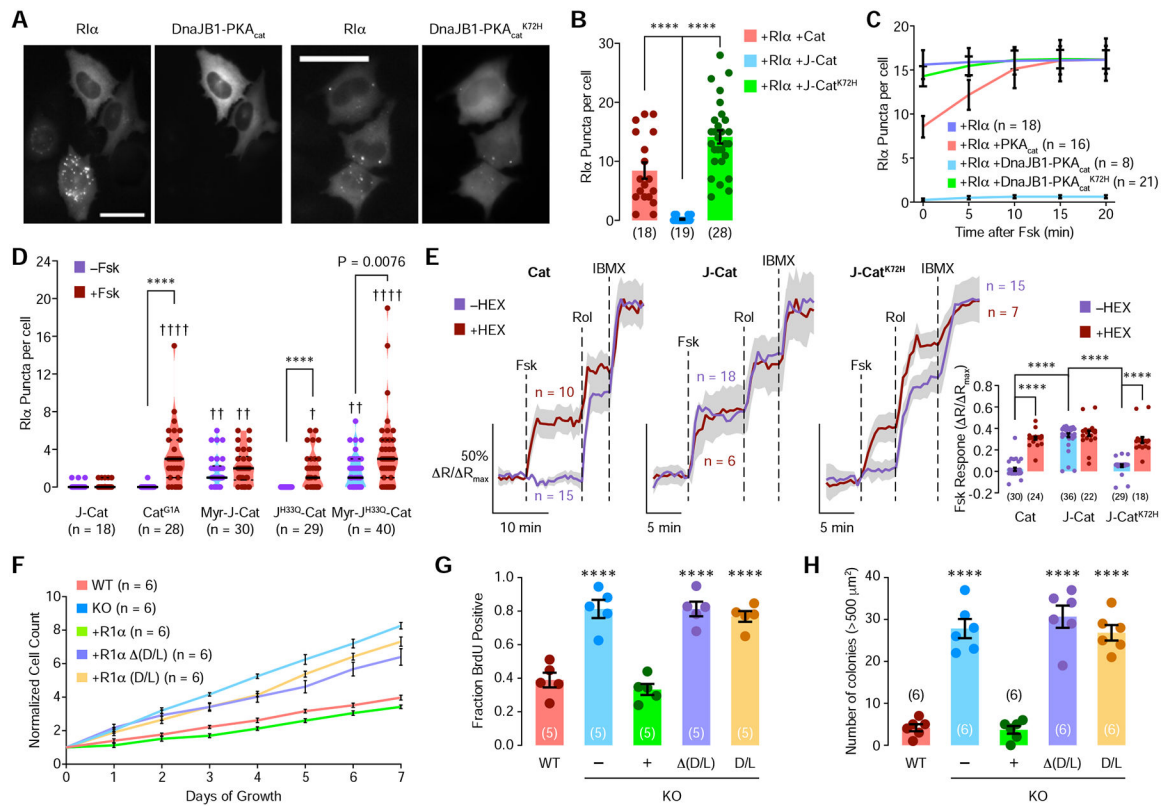 A
RIα
DnaJB1-PKAcat
RIα
DnaJB1-PKAcatK72H
B
RIα Puncta per cell
30
20
10
0
**** ****
+RIα +Cat
+RIα +J-Cat
+RIα +J-CatK72H
(18) (19) (28)
C
RIα Puncta per cell
20
15
10
5
0
+RIα (n = 18)
+RIα +PKAcat (n = 16)
+RIα +DnaJB1-PKAcat (n = 8)
+RIα +DnaJB1-PKAcatK72H (n = 21)
0 5 10 15 20
Time after Fsk (min)
D
RIα Puncta per cell
24
20
16
12
8
4
0
–Fsk
+Fsk
P = 0.0076
****
††††
††††
****
†† †† † ††
J-Cat CatG1A Myr-J-Cat JH33Q-Cat Myr-JH33Q-Cat
(n = 18) (n = 28) (n = 30) (n = 29) (n = 40)
E
Cat
–HEX
+HEX
Fsk
RoI
IBMX
n = 10
n = 15
50%
ΔR/ΔRmax
10 min
J-Cat
Fsk
RoI
IBMX
n = 18
n = 6
5 min
J-CatK72H
Fsk
RoI
IBMX
n = 15
n = 7
5 min
–HEX
+HEX
Fsk Response (ΔR/ΔRmax)
0.8
0.6
0.4
0.2
0.0
-0.2
**** ****
**** ****
(30) (24) (36) (22) (29) (18)
Cat J-Cat J-CatK72H
F
Normalized Cell Count
10
8
6
4
2
0
WT (n = 6)
KO (n = 6)
+R1α (n = 6)
+R1α Δ(D/L) (n = 6)
+R1α (D/L) (n = 6)
0 1 2 3 4 5 6 7
Days of Growth
G
Fraction BrdU Positive
1.0
0.8
0.6
0.4
0.2
0.0
**** **** ****
(5) (5) (5) (5) (5)
WT – + Δ(D/L) D/L
KO
H
Number of colonies (>500 μm2)
40
30
20
10
0
**** **** ****
(6) (6) (6) (6) (6)
WT – + Δ(D/L) D/L
KO